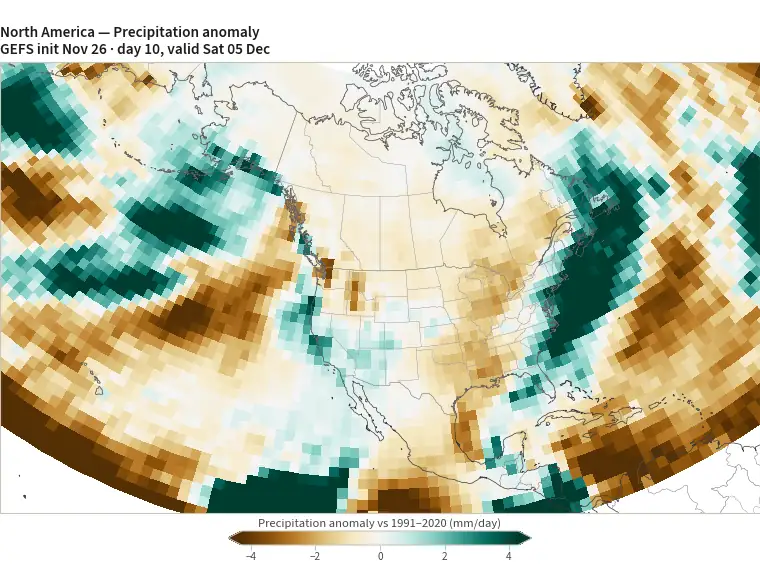 North America — Precipitation anomaly
GEFS init Nov 26 · day 10, valid Sat 05 Dec
Precipitation anomaly vs 1991–2020 (mm/day)
−4 −2 0 2 4